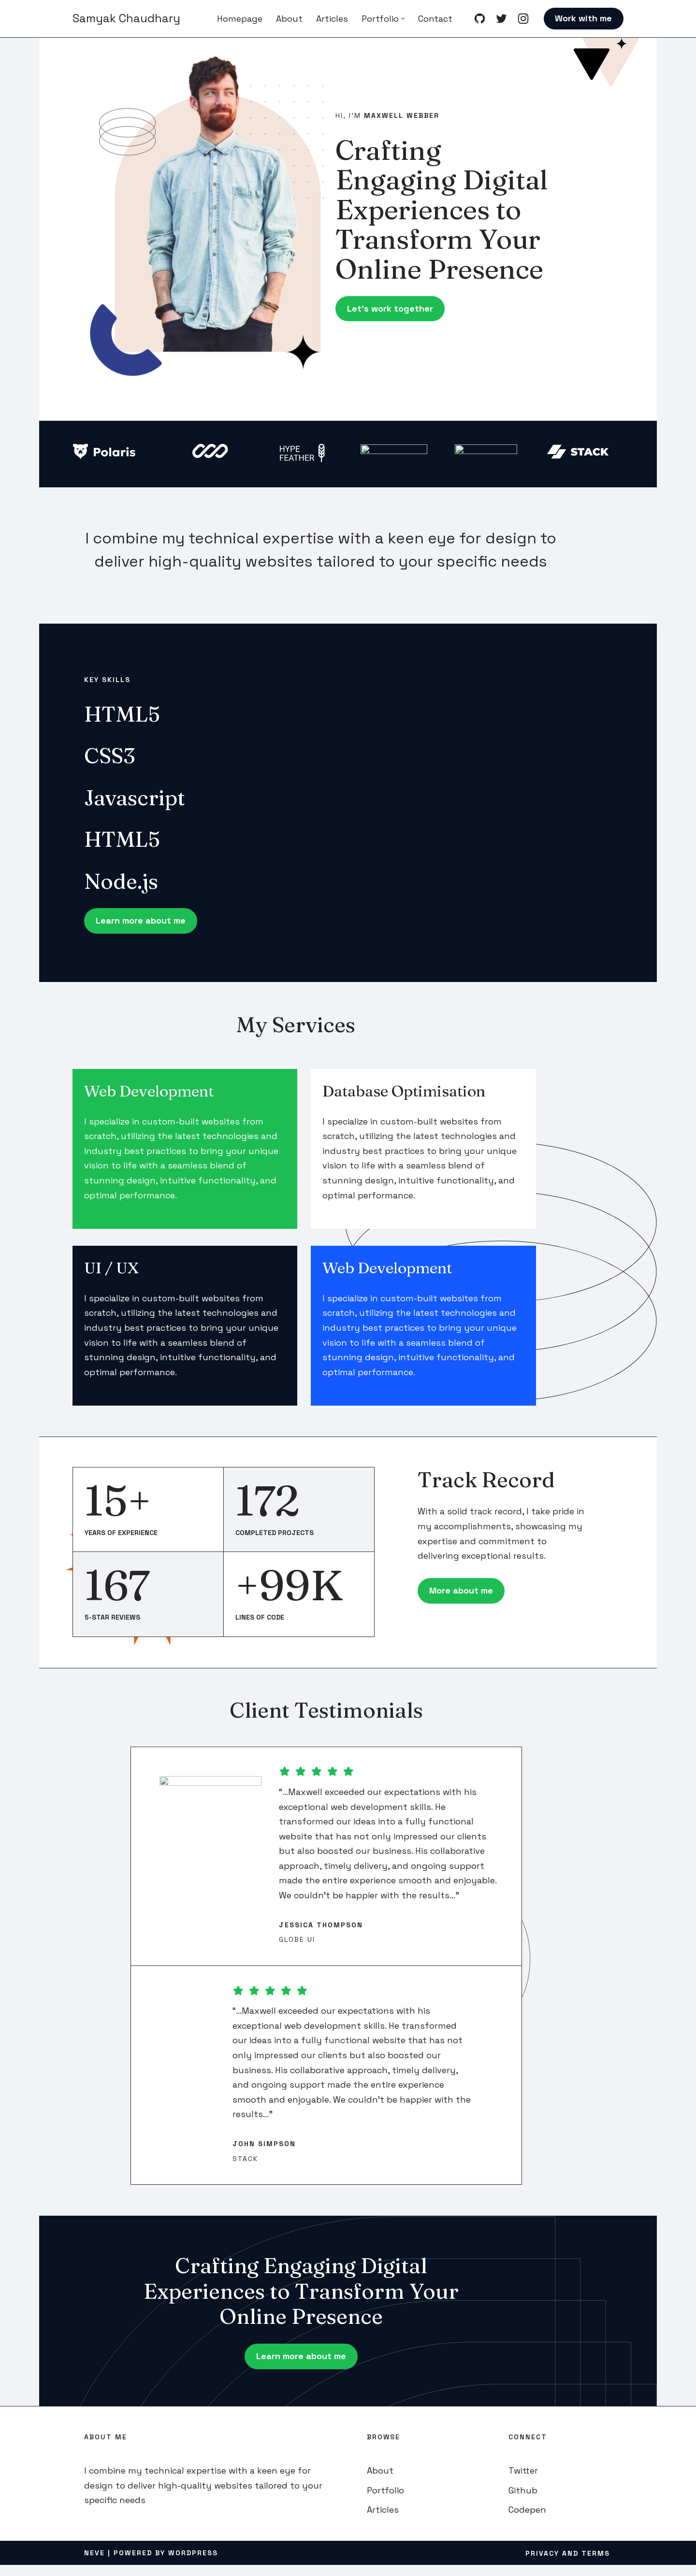 Samyak Chaudhary
Homepage
About
Articles
Portfolio
Contact
Work with me
HI, I'M MAXWELL WEBBER
Crafting
Engaging Digital
Experiences to
Transform Your
Online Presence
Let's work together
Polaris
HYPE
FEATHER
STACK
I combine my technical expertise with a keen eye for design to
deliver high-quality websites tailored to your specific needs
KEY SKILLS
HTML5
CSS3
Javascript
HTML5
Node.js
Learn more about me
My Services
Web Development
I specialize in custom-built websites from
scratch, utilizing the latest technologies and
industry best practices to bring your unique
vision to life with a seamless blend of
stunning design, intuitive functionality, and
optimal performance.
Database Optimisation
I specialize in custom-built websites from
scratch, utilizing the latest technologies and
industry best practices to bring your unique
vision to life with a seamless blend of
stunning design, intuitive functionality, and
optimal performance.
UI / UX
I specialize in custom-built websites from
scratch, utilizing the latest technologies and
industry best practices to bring your unique
vision to life with a seamless blend of
stunning design, intuitive functionality, and
optimal performance.
Web Development
I specialize in custom-built websites from
scratch, utilizing the latest technologies and
industry best practices to bring your unique
vision to life with a seamless blend of
stunning design, intuitive functionality, and
optimal performance.
15+
YEARS OF EXPERIENCE
172
COMPLETED PROJECTS
167
5-STAR REVIEWS
+99K
LINES OF CODE
Track Record
With a solid track record, I take pride in
my accomplishments, showcasing my
expertise and commitment to
delivering exceptional results.
More about me
Client Testimonials
"...Maxwell exceeded our expectations with his
exceptional web development skills. He
transformed our ideas into a fully functional
website that has not only impressed our clients
but also boosted our business. His collaborative
approach, timely delivery, and ongoing support
made the entire experience smooth and enjoyable.
We couldn't be happier with the results..."
JESSICA THOMPSON
GLOBE UI
"...Maxwell exceeded our expectations with his
exceptional web development skills. He transformed
our ideas into a fully functional website that has not
only impressed our clients but also boosted our
business. His collaborative approach, timely delivery,
and ongoing support made the entire experience
smooth and enjoyable. We couldn't be happier with the
results..."
JOHN SIMPSON
STACK
Crafting Engaging Digital
Experiences to Transform Your
Online Presence
Learn more about me
ABOUT ME
I combine my technical expertise with a keen eye for
design to deliver high-quality websites tailored to your
specific needs
BROWSE
About
Portfolio
Articles
CONNECT
Twitter
Github
Codepen
NEVE | POWERED BY WORDPRESS
PRIVACY AND TERMS